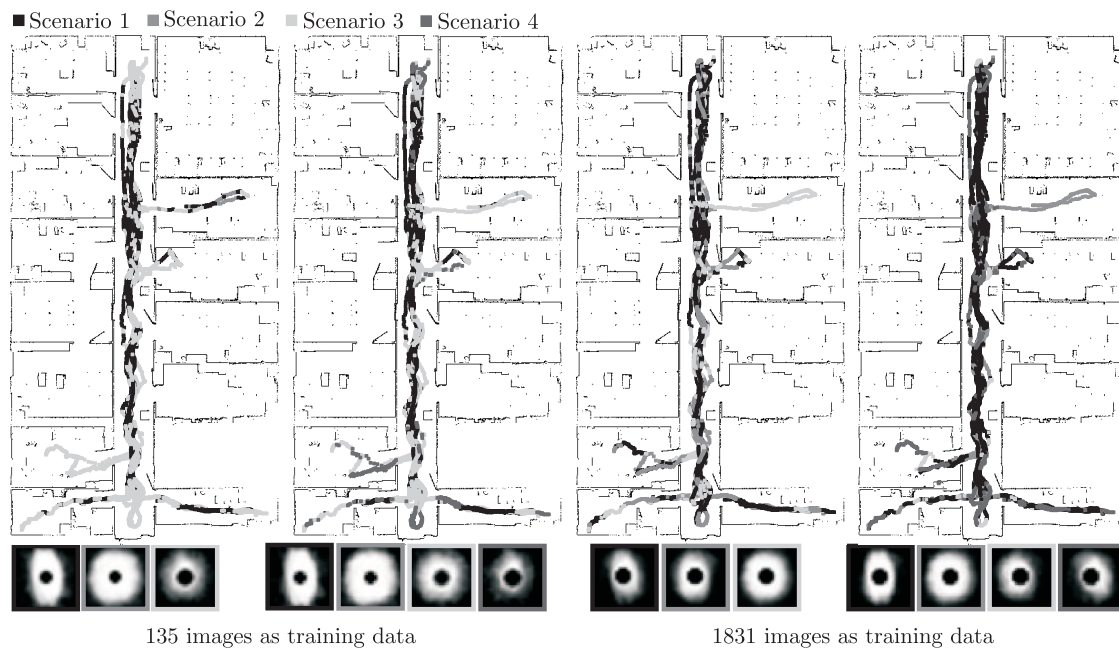 Scenario 1 Scenario 2 Scenario 3 Scenario 4
135 images as training data
1831 images as training data